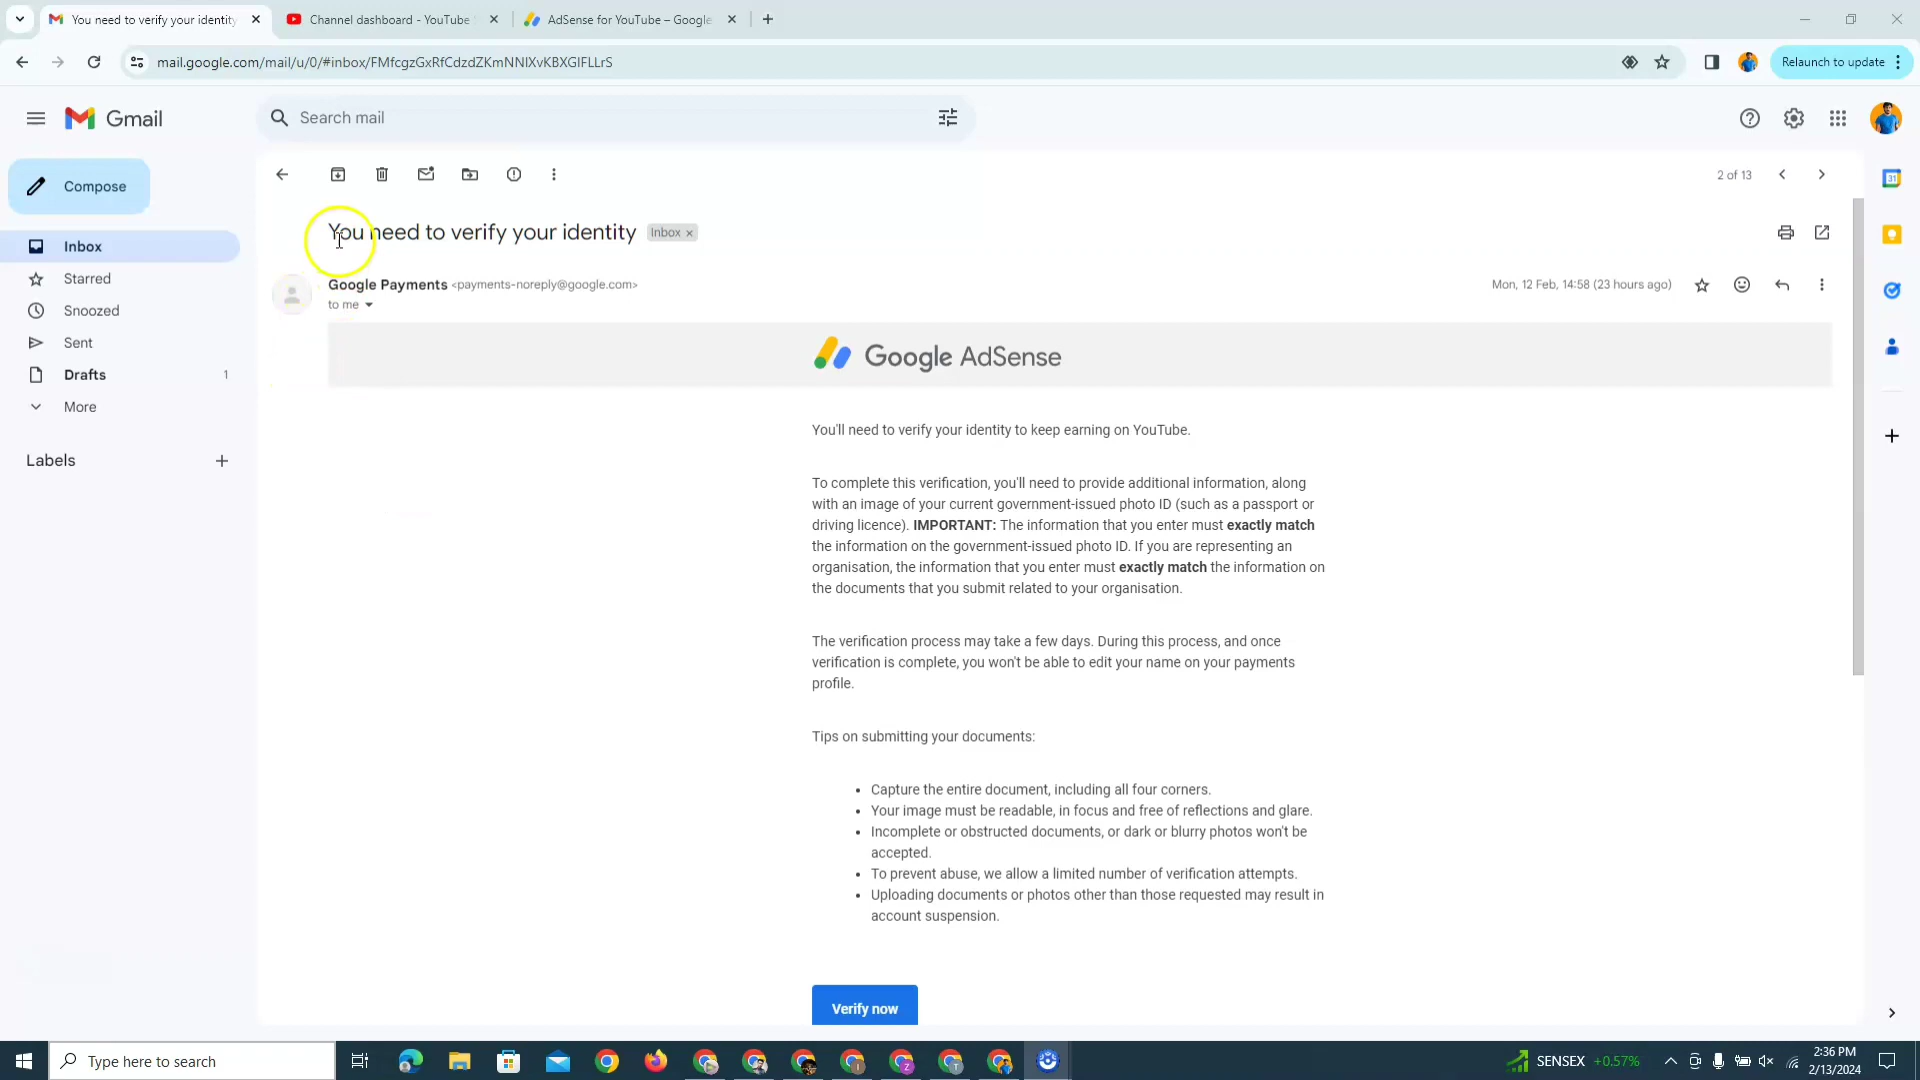 You need to verify your identity
Channel dashboard - YouTube
AdSense for YouTube – Google
mail.google.com/mail/u/0/#inbox/FMfcgzGxRfCdzdZKmNNlXvKBXGlFLLrS
Relaunch to update
Gmail
Search mail
Compose
2 of 13
You need to verify your identity
Inbox ×
Inbox
Starred
Snoozed
Sent
Drafts 1
More
Labels
Google Payments <payments-noreply@google.com>
Mon, 12 Feb, 14:58 (23 hours ago)
to me
Google AdSense
You'll need to verify your identity to keep earning on YouTube.
To complete this verification, you'll need to provide additional information, along
with an image of your current government-issued photo ID (such as a passport or
driving licence). IMPORTANT: The information that you enter must exactly match
the information on the government-issued photo ID. If you are representing an
organisation, the information that you enter must exactly match the information on
the documents that you submit related to your organisation.
The verification process may take a few days. During this process, and once
verification is complete, you won't be able to edit your name on your payments
profile.
Tips on submitting your documents:
• Capture the entire document, including all four corners.
• Your image must be readable, in focus and free of reflections and glare.
• Incomplete or obstructed documents, or dark or blurry photos won't be
accepted.
• To prevent abuse, we allow a limited number of verification attempts.
• Uploading documents or photos other than those requested may result in
account suspension.
Verify now
Type here to search
SENSEX +0.57%
2:36 PM
2/13/2024